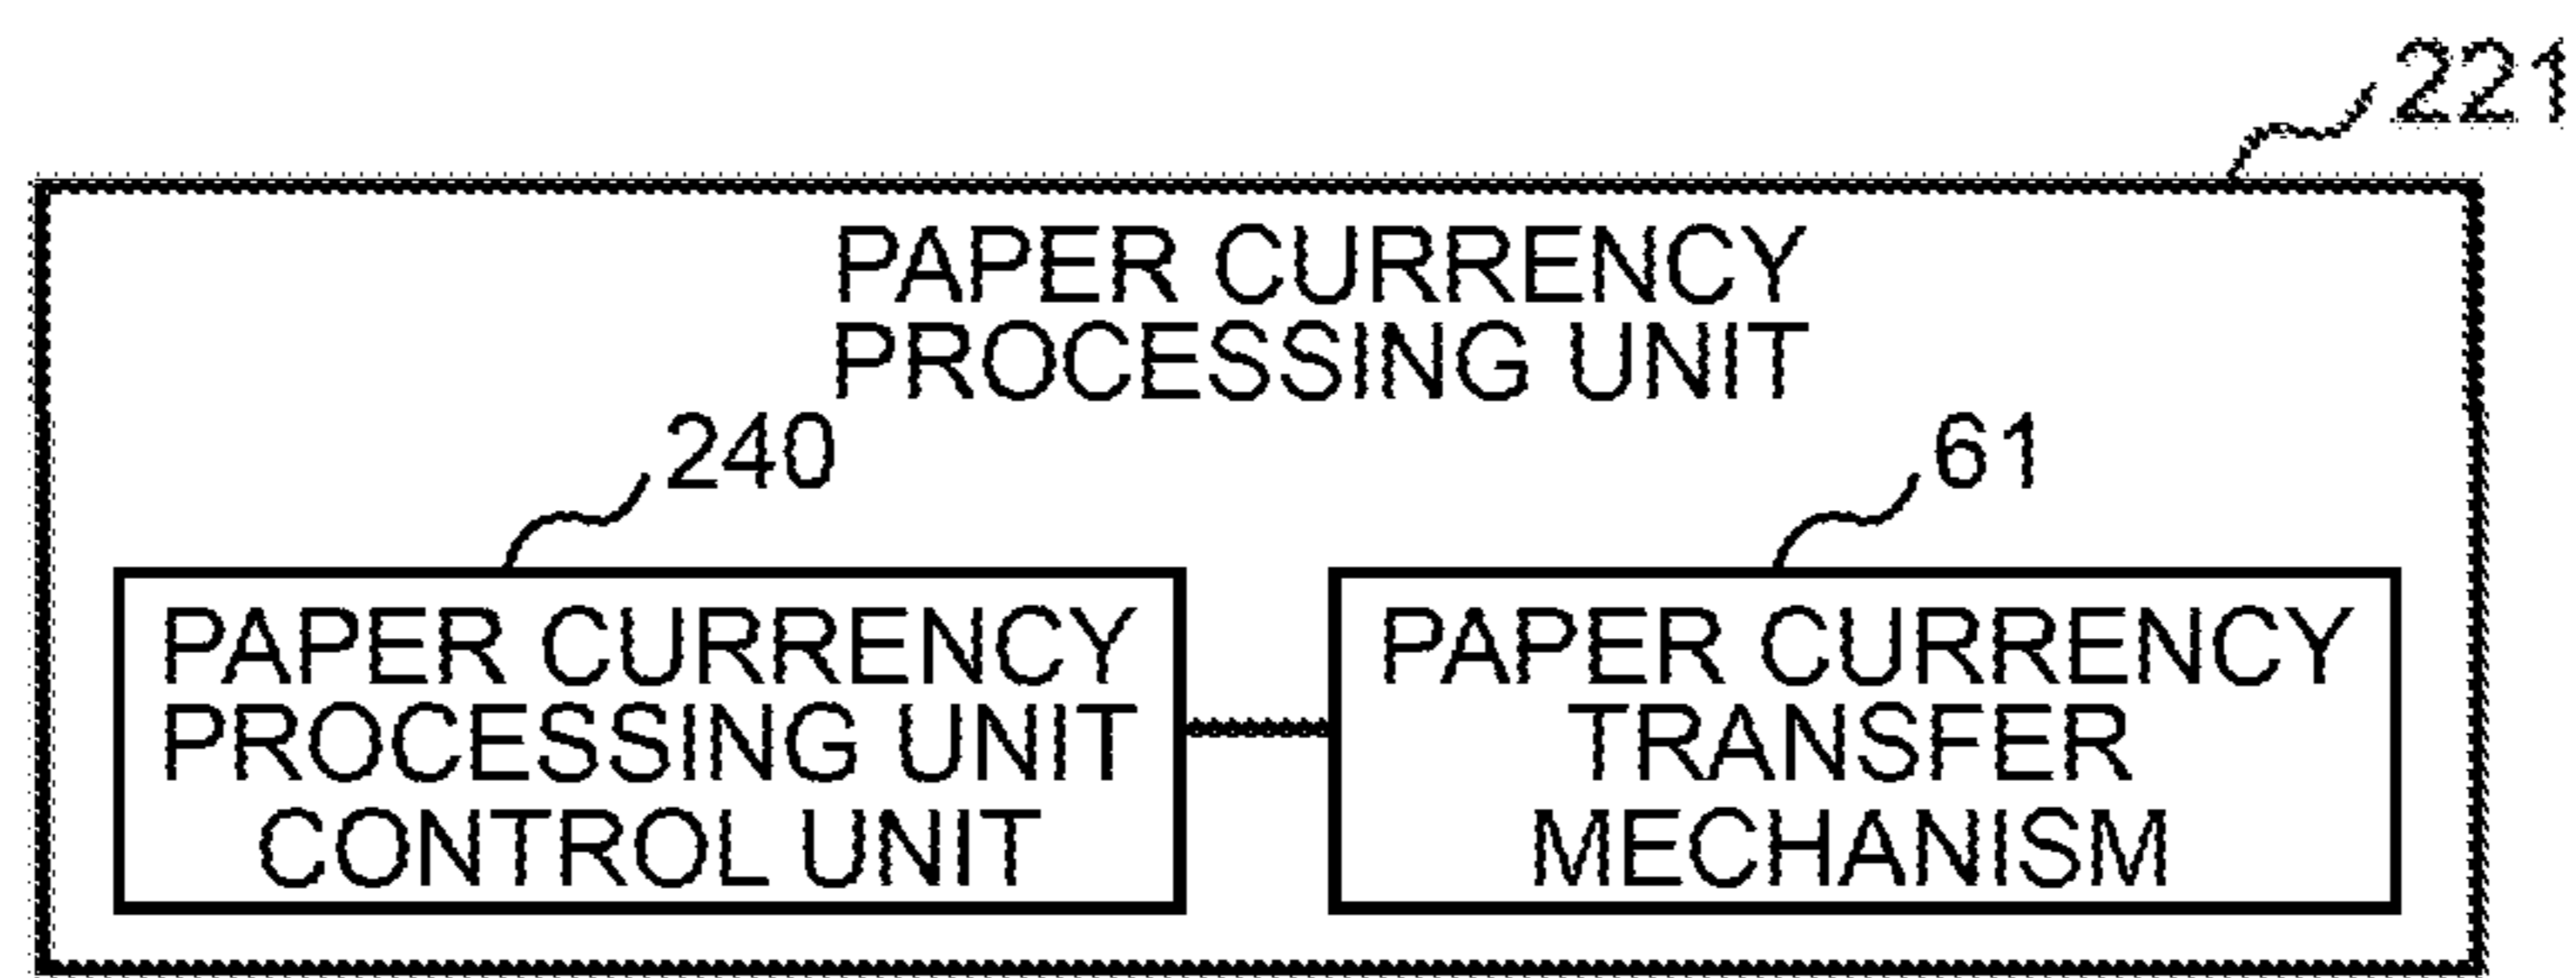 221
PAPER CURRENCY
PROCESSING UNIT
240
61
PAPER CURRENCY
PROCESSING UNIT
CONTROL UNIT
PAPER CURRENCY
TRANSFER
MECHANISM